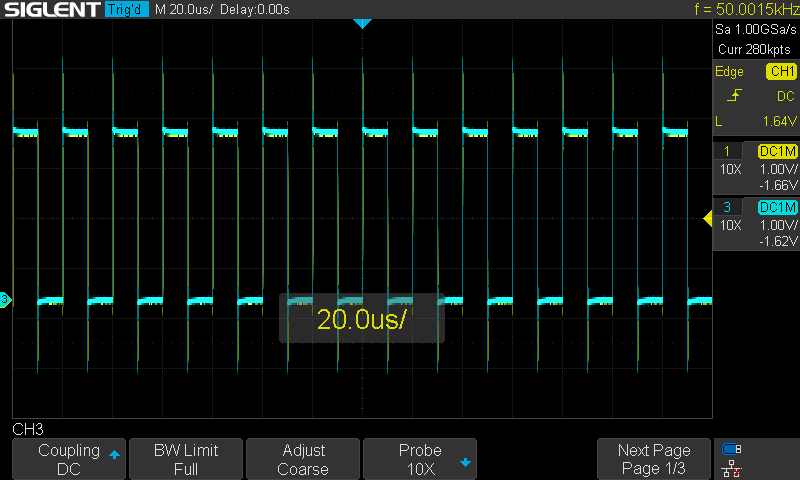 SIGLENT Trig'd M 20.0us/ Delay:0.00s f = 50.0015kHz
Sa 1.00GSa/s
Curr 280kpts
Edge CH1
DC
L 1.64V
1 DC1M
10X 1.00V/
-1.66V
3 DC1M
10X 1.00V/
-1.62V
3
20.0us/
CH3
Coupling
DC
BW Limit
Full
Adjust
Coarse
Probe
10X
Next Page
Page 1/3